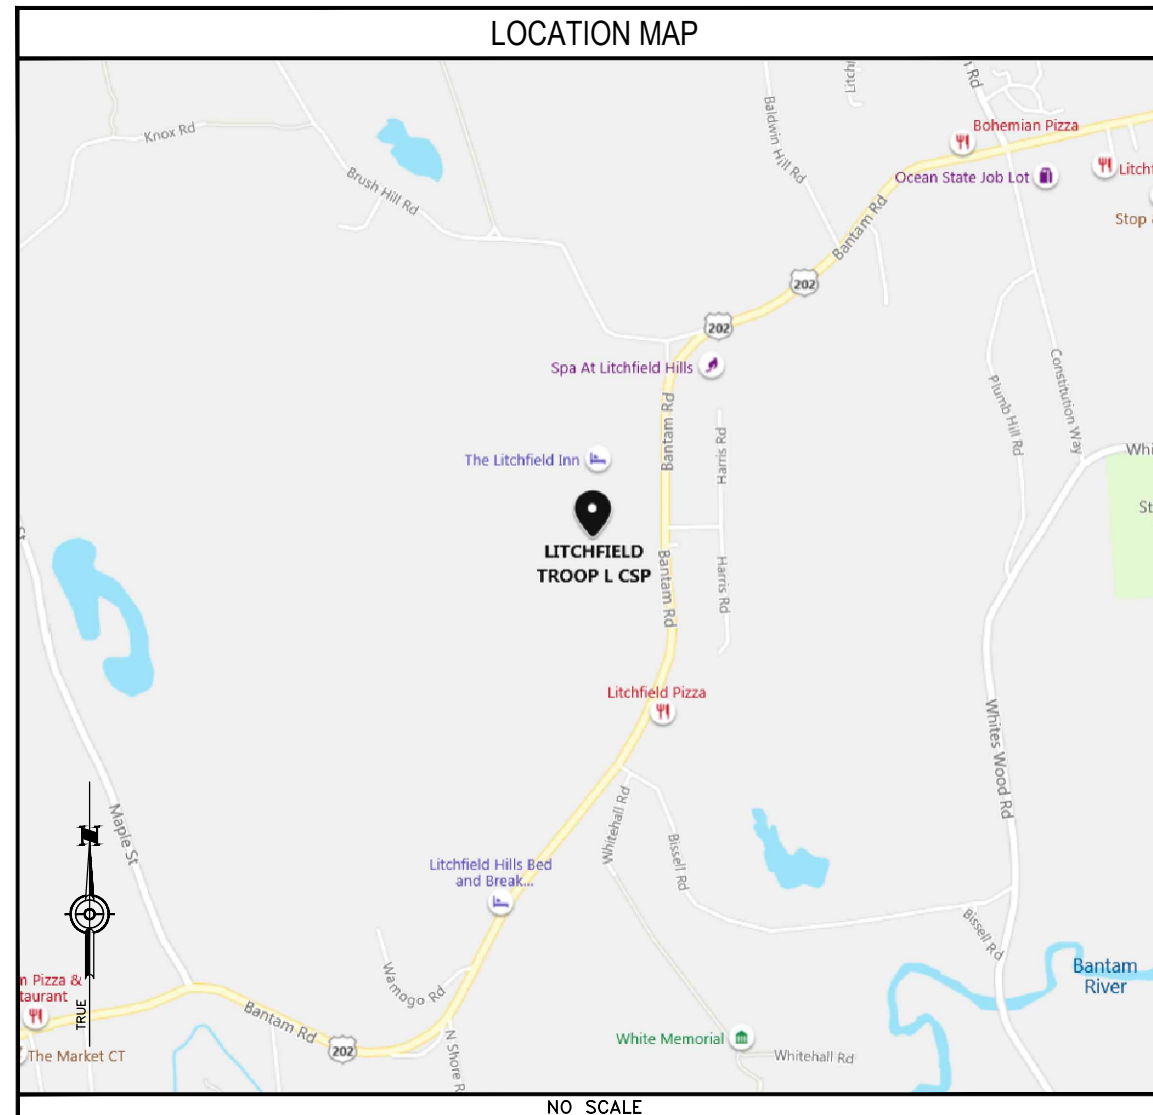 LOCATION MAP
Knox Rd
Brush Hill Rd
Baldwin Hill Rd
Rd
Bohemian Pizza
Ocean State Job Lot
Bantam Rd
Stop
202
202
Spa At Litchfield Hills
Bantam Rd
Harris Rd
Plumb Hill Rd
Constitution Way
The Litchfield Inn
LITCHFIELD
TROOP L CSP
Bantam Rd
Harris Rd
Litchfield Pizza
Whites Wood Rd
Maple St
N
Whitehall Rd
Bissell Rd
Litchfield Hills Bed
and Break...
Bissell Rd
Bantam
River
Wamogo Rd
m Pizza &
taurant
TRUE
Bantam Rd
202
N Shore R
White Memorial
Whitehall Rd
The Market CT
NO SCALE